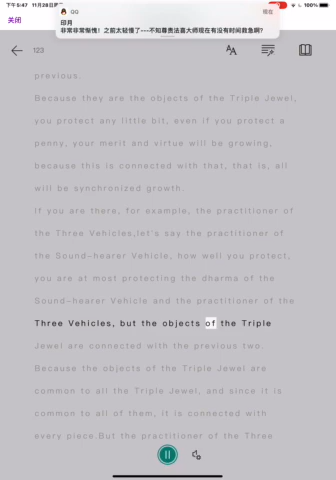 下午5:47 11月28日
100%
QQ
现在
印月
非常非常惭愧！之前太轻慢了---不知尊贵法喜大师现在有没有时间救急啊？
关闭
123
AA
previous.
Because they are the objects of the Triple Jewel,
you protect any little bit, even if you protect a
penny, your merit and virtue will be growing,
because this is connected with that, that is, all
will be synchronized growth.
If you are there, for example, the practitioner of
the Three Vehicles,let's say the practitioner of
the Sound-hearer Vehicle, how well you protect,
you are at most protecting the dharma of the
Sound-hearer Vehicle and the practitioner of the
Three Vehicles, but the objects of the Triple
Jewel are connected with the previous two.
Because the objects of the Triple Jewel are
common to all the Triple Jewel, and since it is
common to all of them, it is connected with
every piece.But the practitioner of the Three